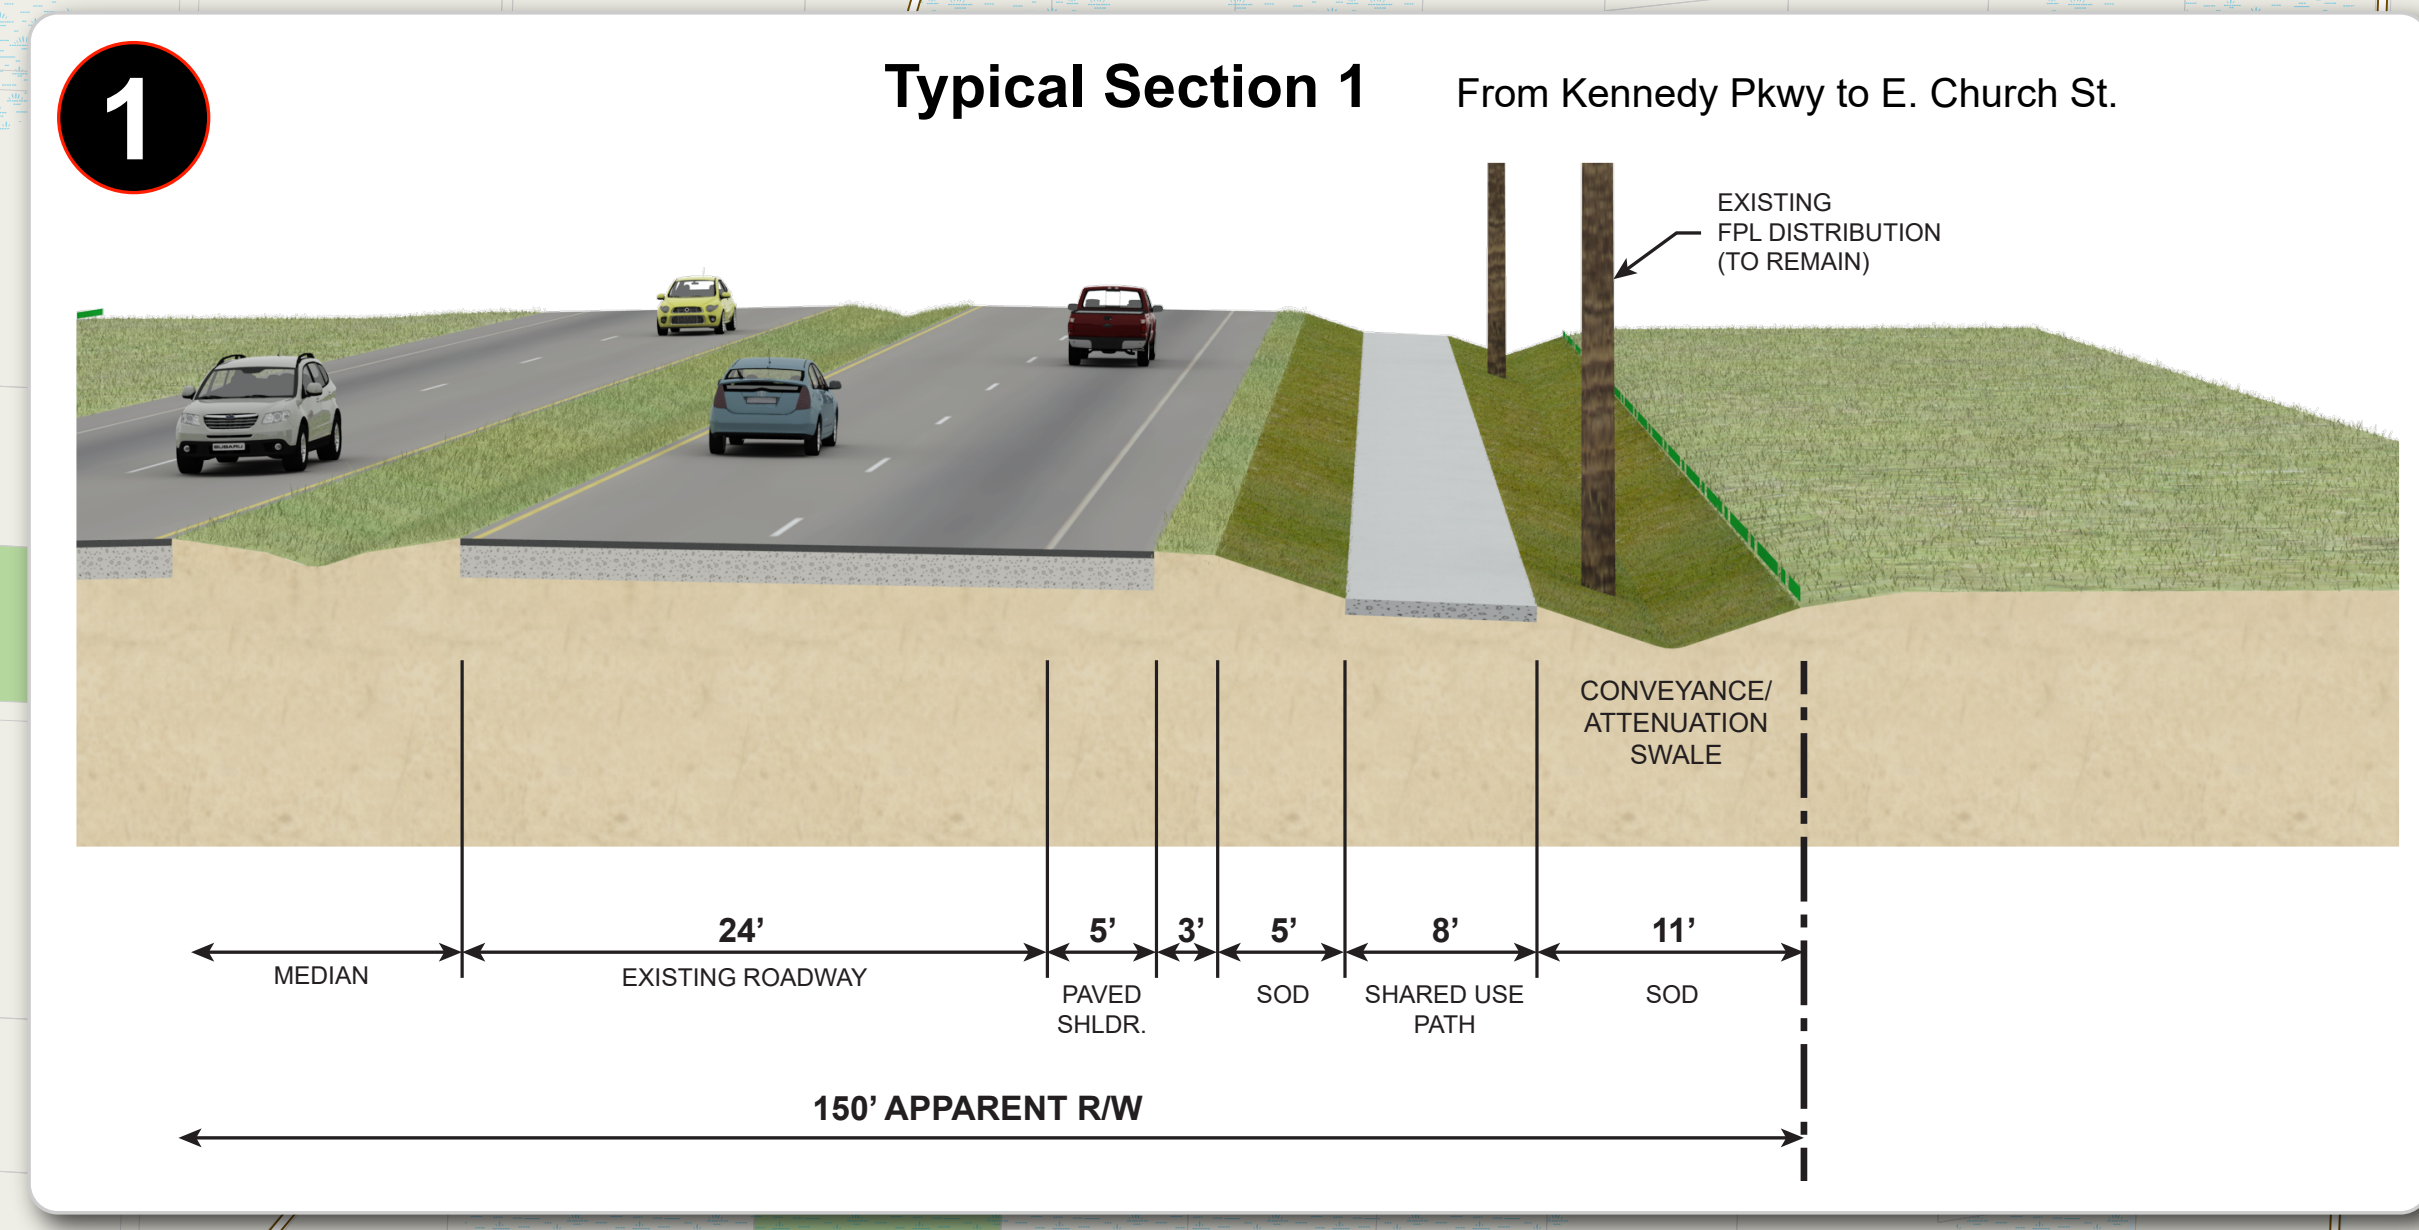 1
Typical Section 1
From Kennedy Pkwy to E. Church St.
EXISTING
FPL DISTRIBUTION
(TO REMAIN)
SUBARU
CONVEYANCE/
ATTENUATION
SWALE
24’
5’
3’
5’
8’
11’
MEDIAN
EXISTING ROADWAY
PAVED
SHLDR.
SOD
SHARED USE
PATH
SOD
150’ APPARENT R/W